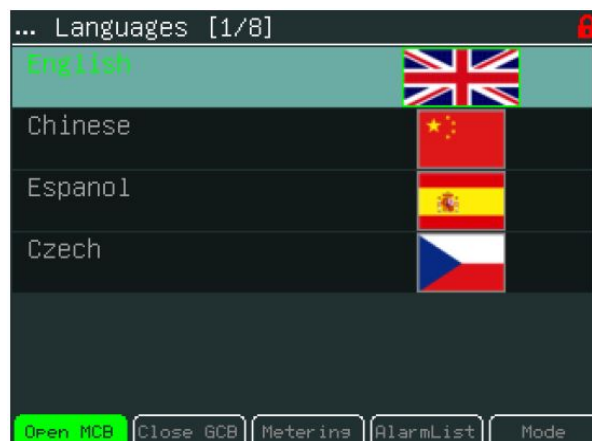 ... Languages [1/8]
English
Chinese
Espanol
Czech
Open MCB Close GCB Metering AlarmList Mode